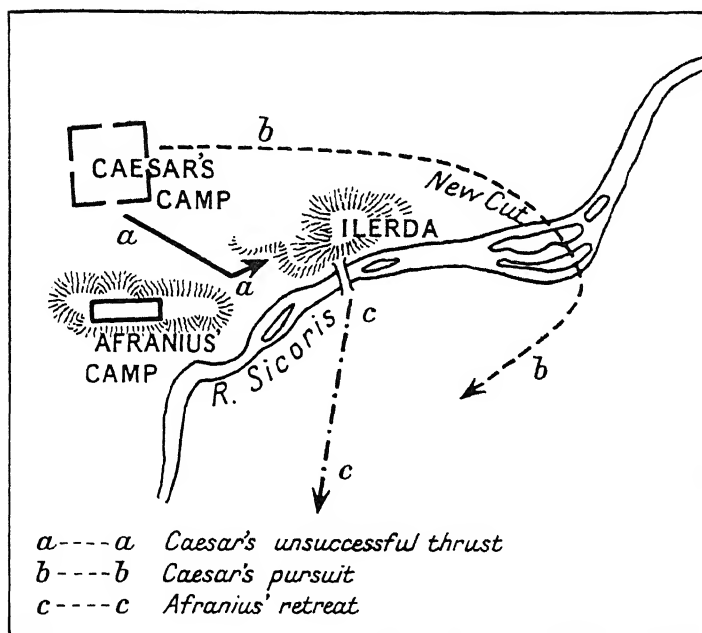 b
CAESAR'S
CAMP
New Cut
ILERDA
a
a
c
AFRANIUS'
CAMP
R. Sicoris
b
c
a----a Caesar's unsuccessful thrust
b----b Caesar's pursuit
c----c Afranius' retreat